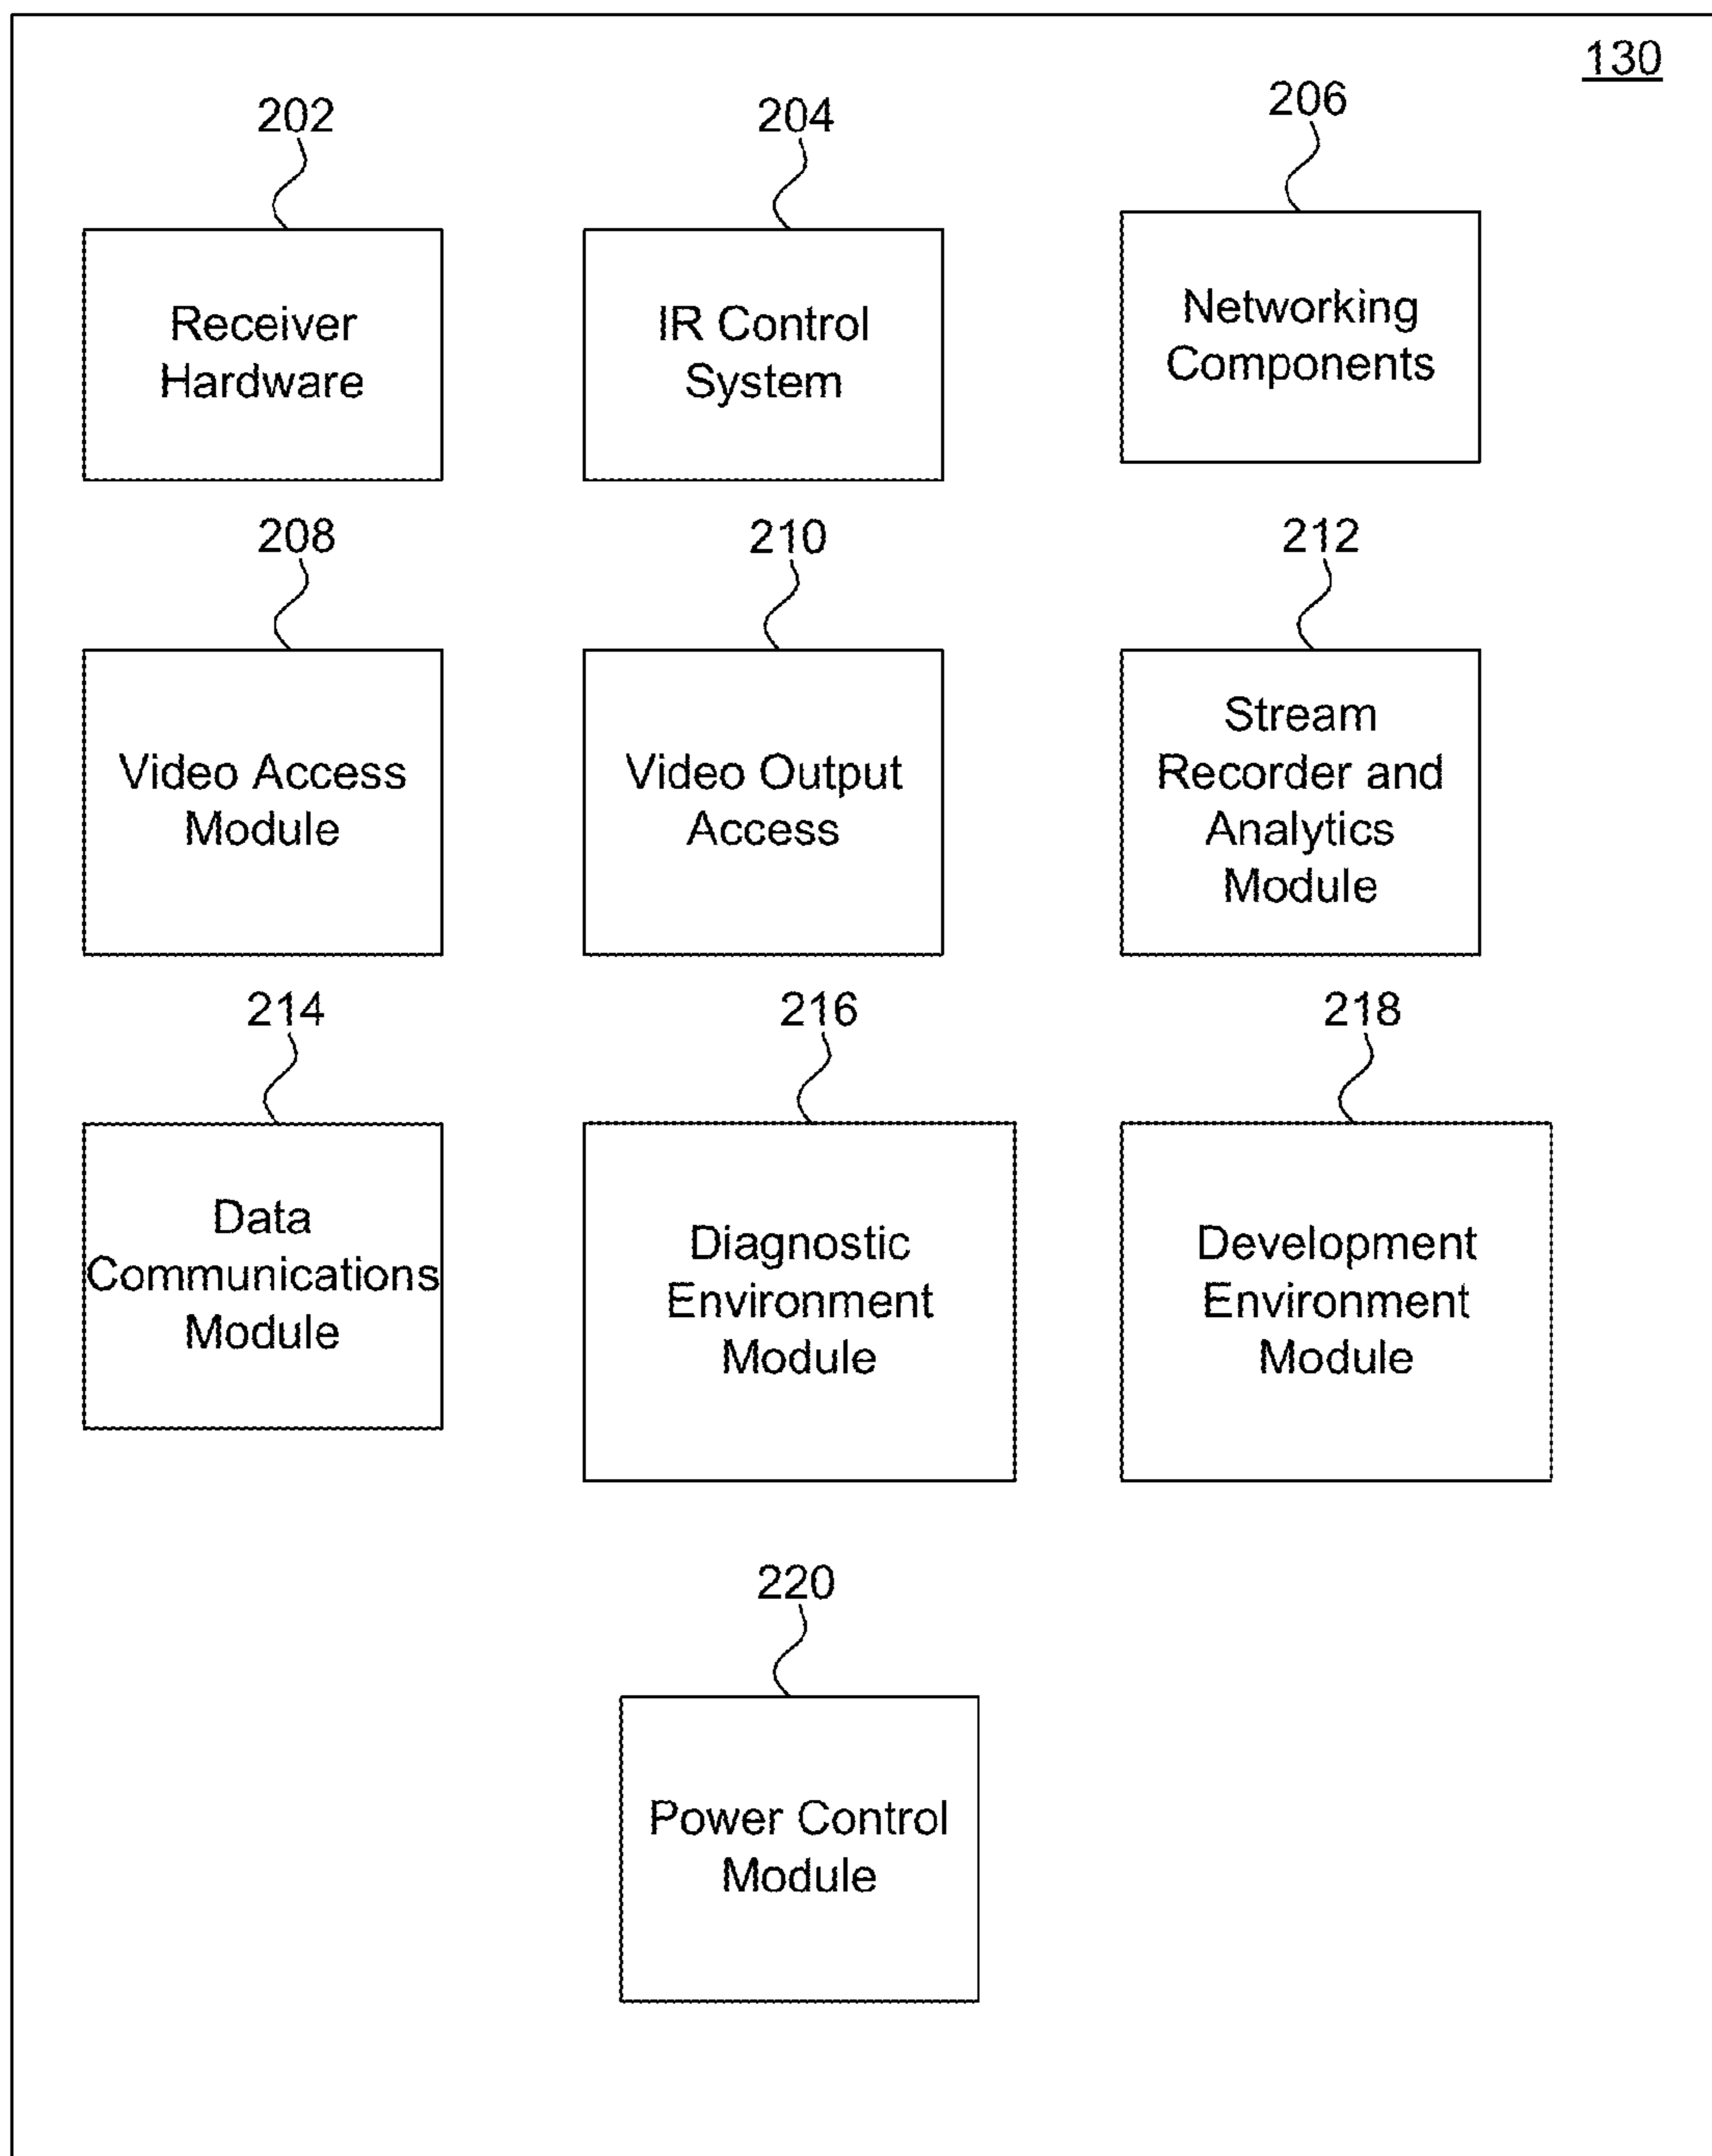 130
202
204
206
Receiver
Hardware
IR Control
System
Networking
Components
208
210
212
Video Access
Module
Video Output
Access
Stream
Recorder and
Analytics
Module
214
216
218
Data
Communications
Module
Diagnostic
Environment
Module
Development
Environment
Module
220
Power Control
Module